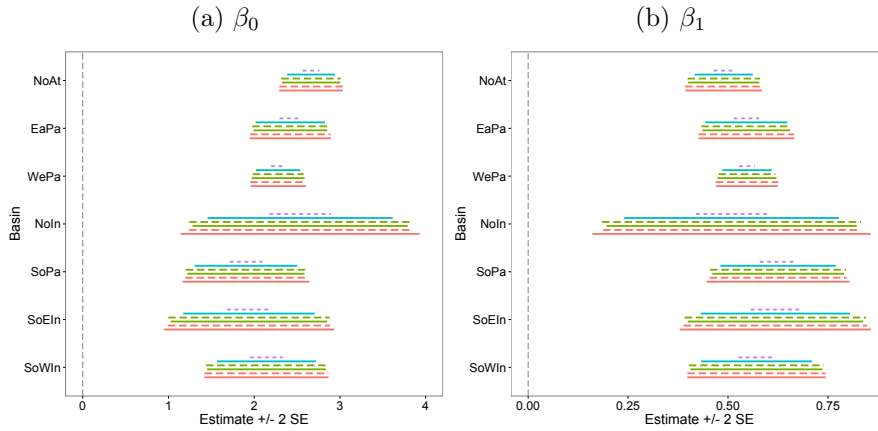 (a) β₀
NoAt
EaPa
WePa
NoIn
SoPa
SoEIn
SoWIn
Basin
0 1 2 3 4
Estimate +/- 2 SE
(b) β₁
NoAt
EaPa
WePa
NoIn
SoPa
SoEIn
SoWIn
Basin
0.00 0.25 0.50 0.75
Estimate +/- 2 SE